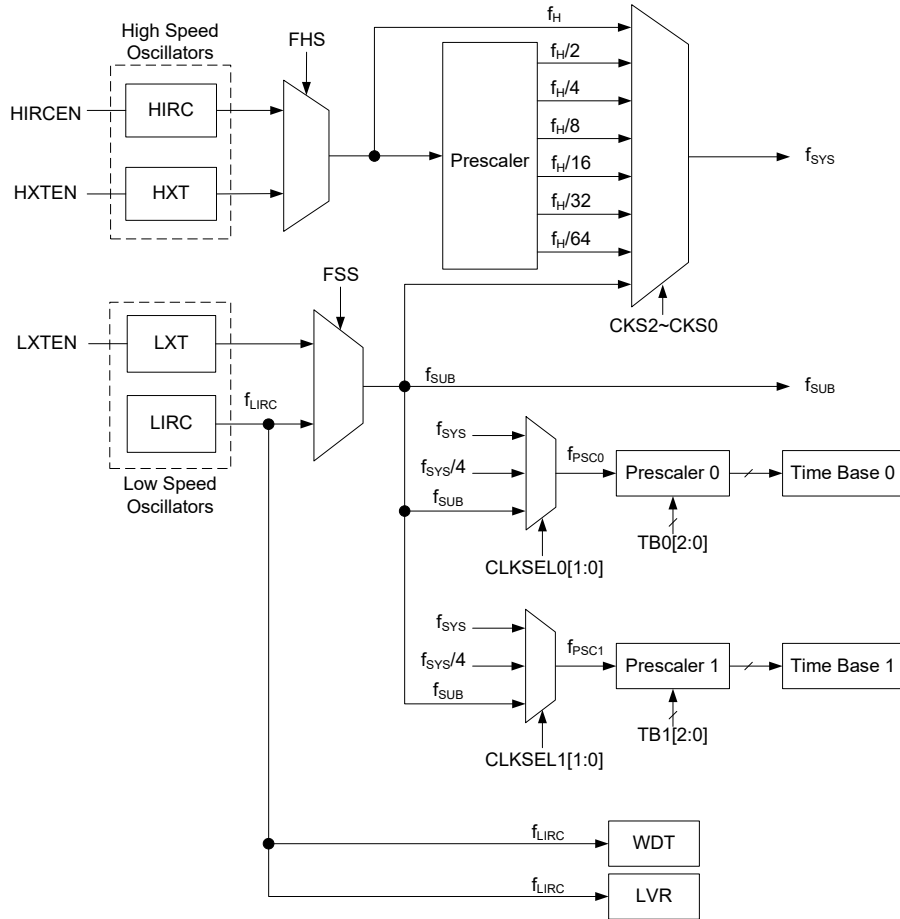 High Speed
Oscillators
FHS
fH
HIRCEN
HIRC
HXTEN
HXT
Prescaler
fH/2
fH/4
fH/8
fH/16
fH/32
fH/64
fSYS
CKS2~CKS0
FSS
LXTEN
LXT
LIRC
fLIRC
Low Speed
Oscillators
fSUB
fSUB
fSYS
fSYS/4
fSUB
fPSC0
Prescaler 0
Time Base 0
CLKSEL0[1:0]
TB0[2:0]
fSYS
fSYS/4
fSUB
fPSC1
Prescaler 1
Time Base 1
CLKSEL1[1:0]
TB1[2:0]
fLIRC
WDT
fLIRC
LVR